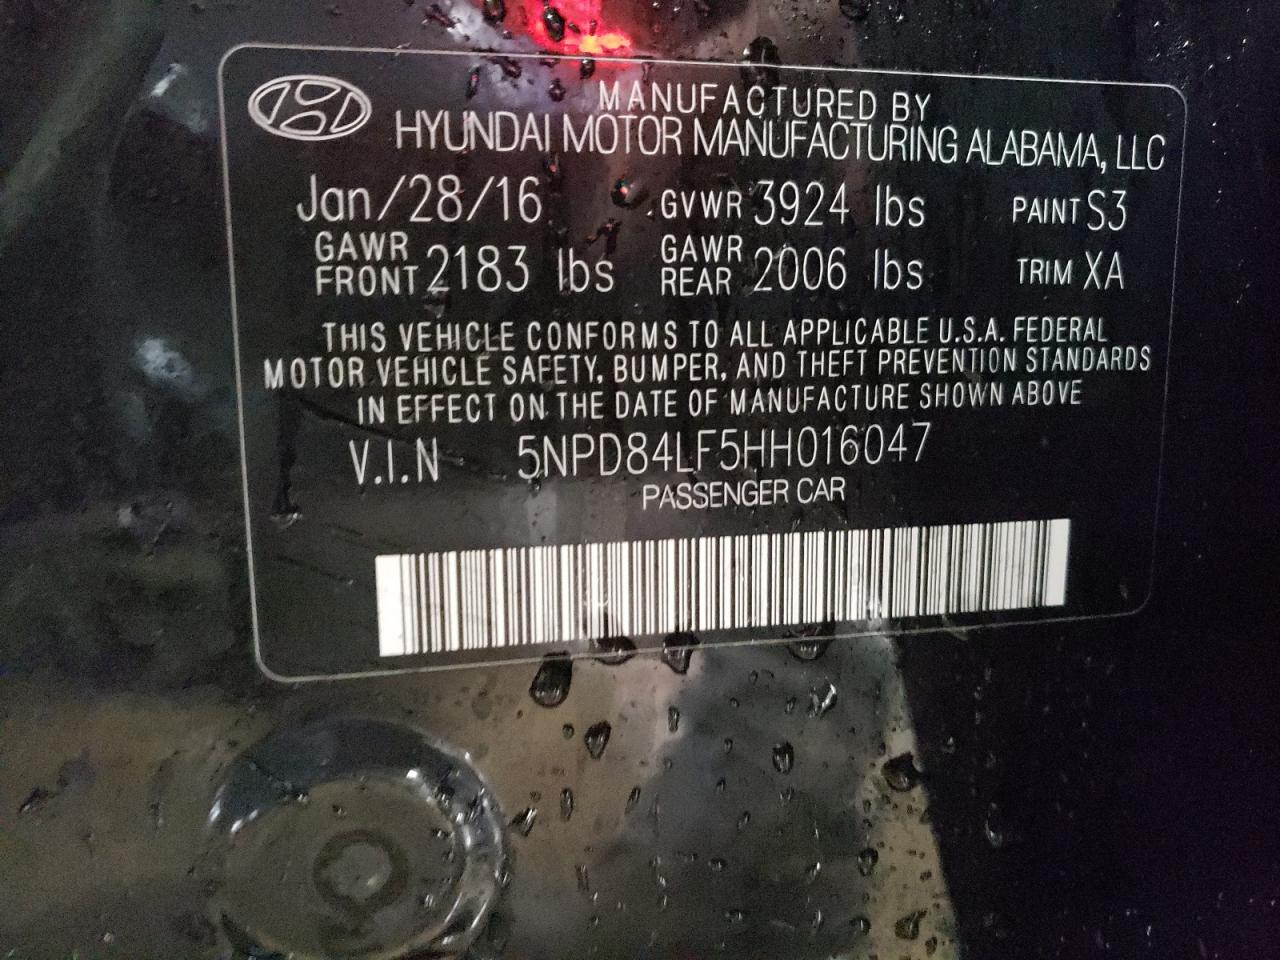 MANUFACTURED BY
HYUNDAI MOTOR MANUFACTURING ALABAMA, LLC
Jan/28/16 GVWR 3924 lbs PAINT S3
GAWR FRONT 2183 lbs GAWR REAR 2006 lbs TRIM XA
THIS VEHICLE CONFORMS TO ALL APPLICABLE U.S.A. FEDERAL
MOTOR VEHICLE SAFETY, BUMPER, AND THEFT PREVENTION STANDARDS
IN EFFECT ON THE DATE OF MANUFACTURE SHOWN ABOVE
V.I.N 5NPD84LF5HH016047
PASSENGER CAR